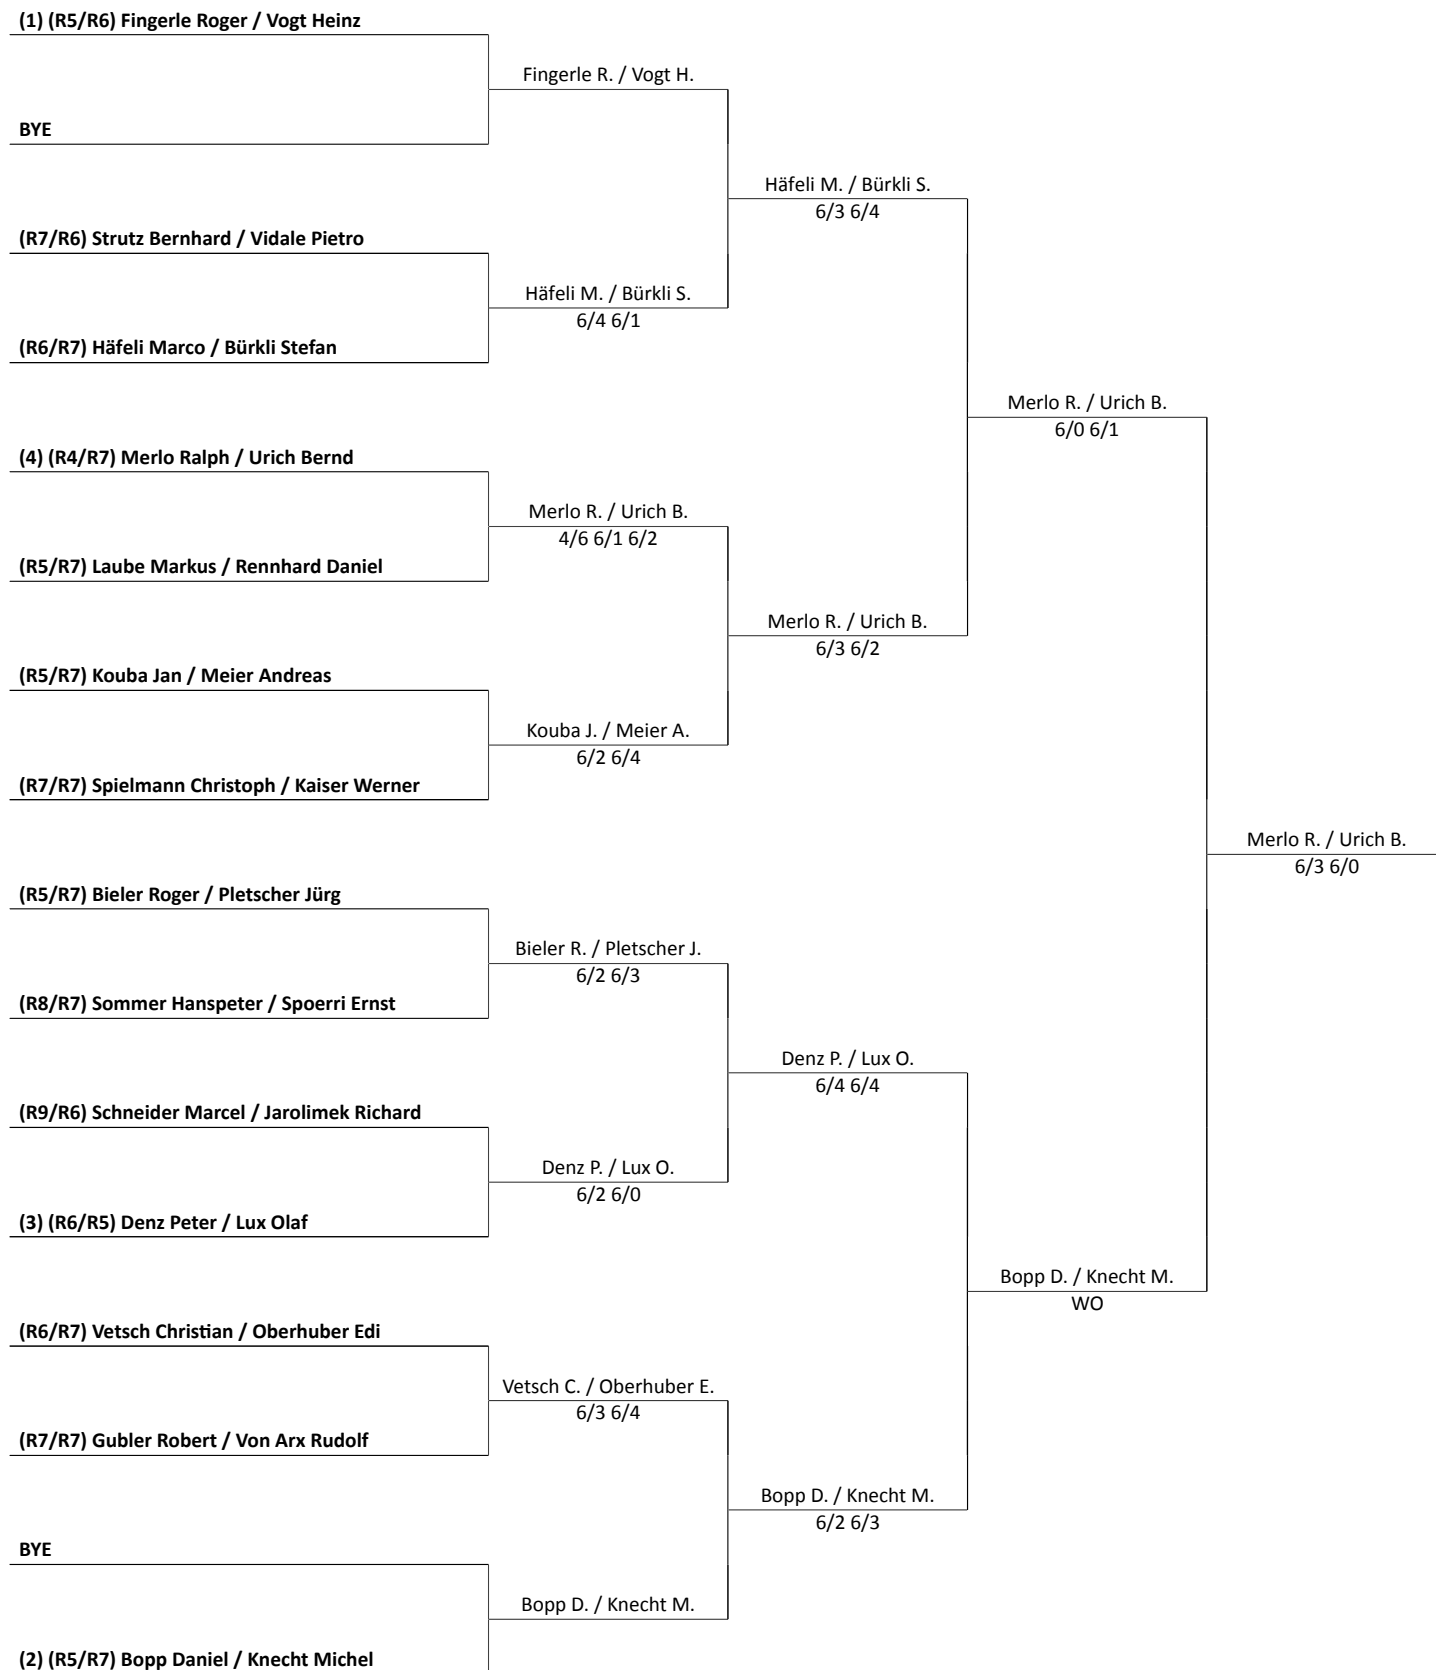 (1) (R5/R6) Fingerle Roger / Vogt Heinz
Fingerle R. / Vogt H.
BYE
Häfeli M. / Bürkli S.
6/3 6/4
(R7/R6) Strutz Bernhard / Vidale Pietro
Häfeli M. / Bürkli S.
6/4 6/1
(R6/R7) Häfeli Marco / Bürkli Stefan
Merlo R. / Urich B.
6/0 6/1
(4) (R4/R7) Merlo Ralph / Urich Bernd
Merlo R. / Urich B.
4/6 6/1 6/2
(R5/R7) Laube Markus / Rennhard Daniel
Merlo R. / Urich B.
6/3 6/2
(R5/R7) Kouba Jan / Meier Andreas
Kouba J. / Meier A.
6/2 6/4
(R7/R7) Spielmann Christoph / Kaiser Werner
Merlo R. / Urich B.
6/3 6/0
(R5/R7) Bieler Roger / Pletscher Jürg
Bieler R. / Pletscher J.
6/2 6/3
(R8/R7) Sommer Hanspeter / Spoerri Ernst
Denz P. / Lux O.
6/4 6/4
(R9/R6) Schneider Marcel / Jarolimek Richard
Denz P. / Lux O.
6/2 6/0
(3) (R6/R5) Denz Peter / Lux Olaf
Bopp D. / Knecht M.
WO
(R6/R7) Vetsch Christian / Oberhuber Edi
Vetsch C. / Oberhuber E.
6/3 6/4
(R7/R7) Gubler Robert / Von Arx Rudolf
Bopp D. / Knecht M.
6/2 6/3
BYE
Bopp D. / Knecht M.
(2) (R5/R7) Bopp Daniel / Knecht Michel